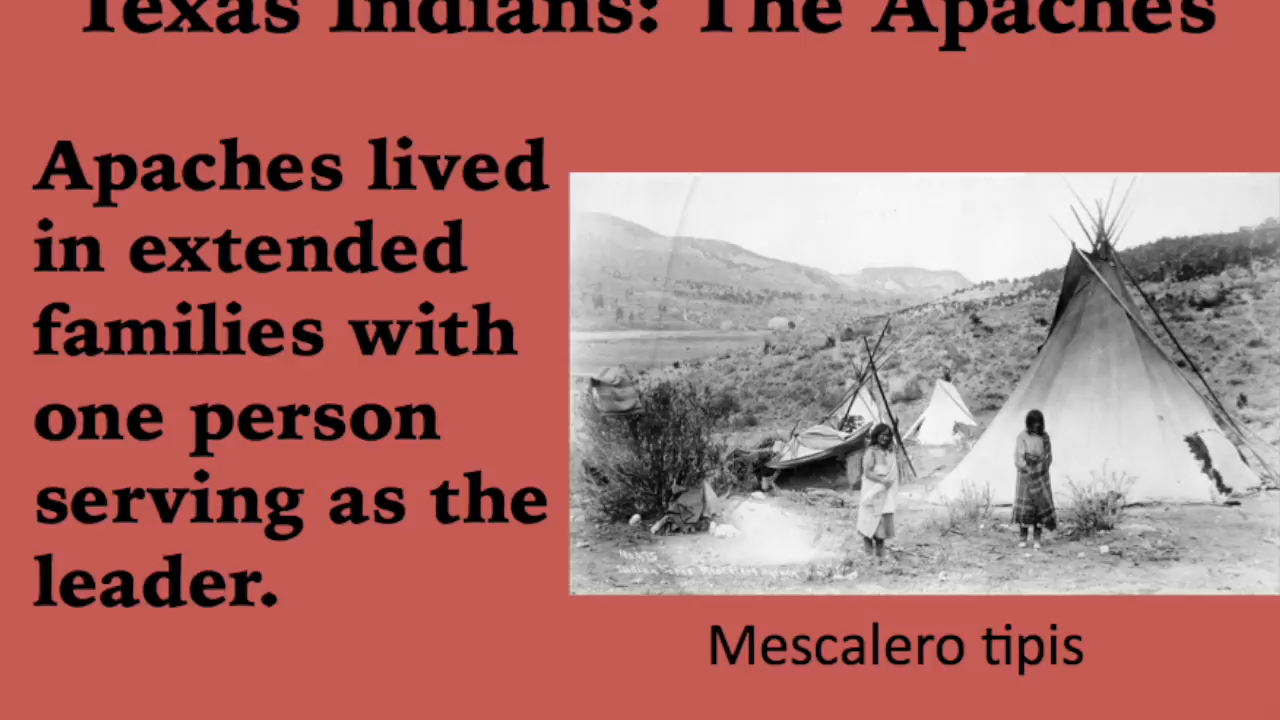 Texas Indians: The Apaches
Apaches lived
in extended
families with
one person
serving as the
leader.
Mescalero tipis